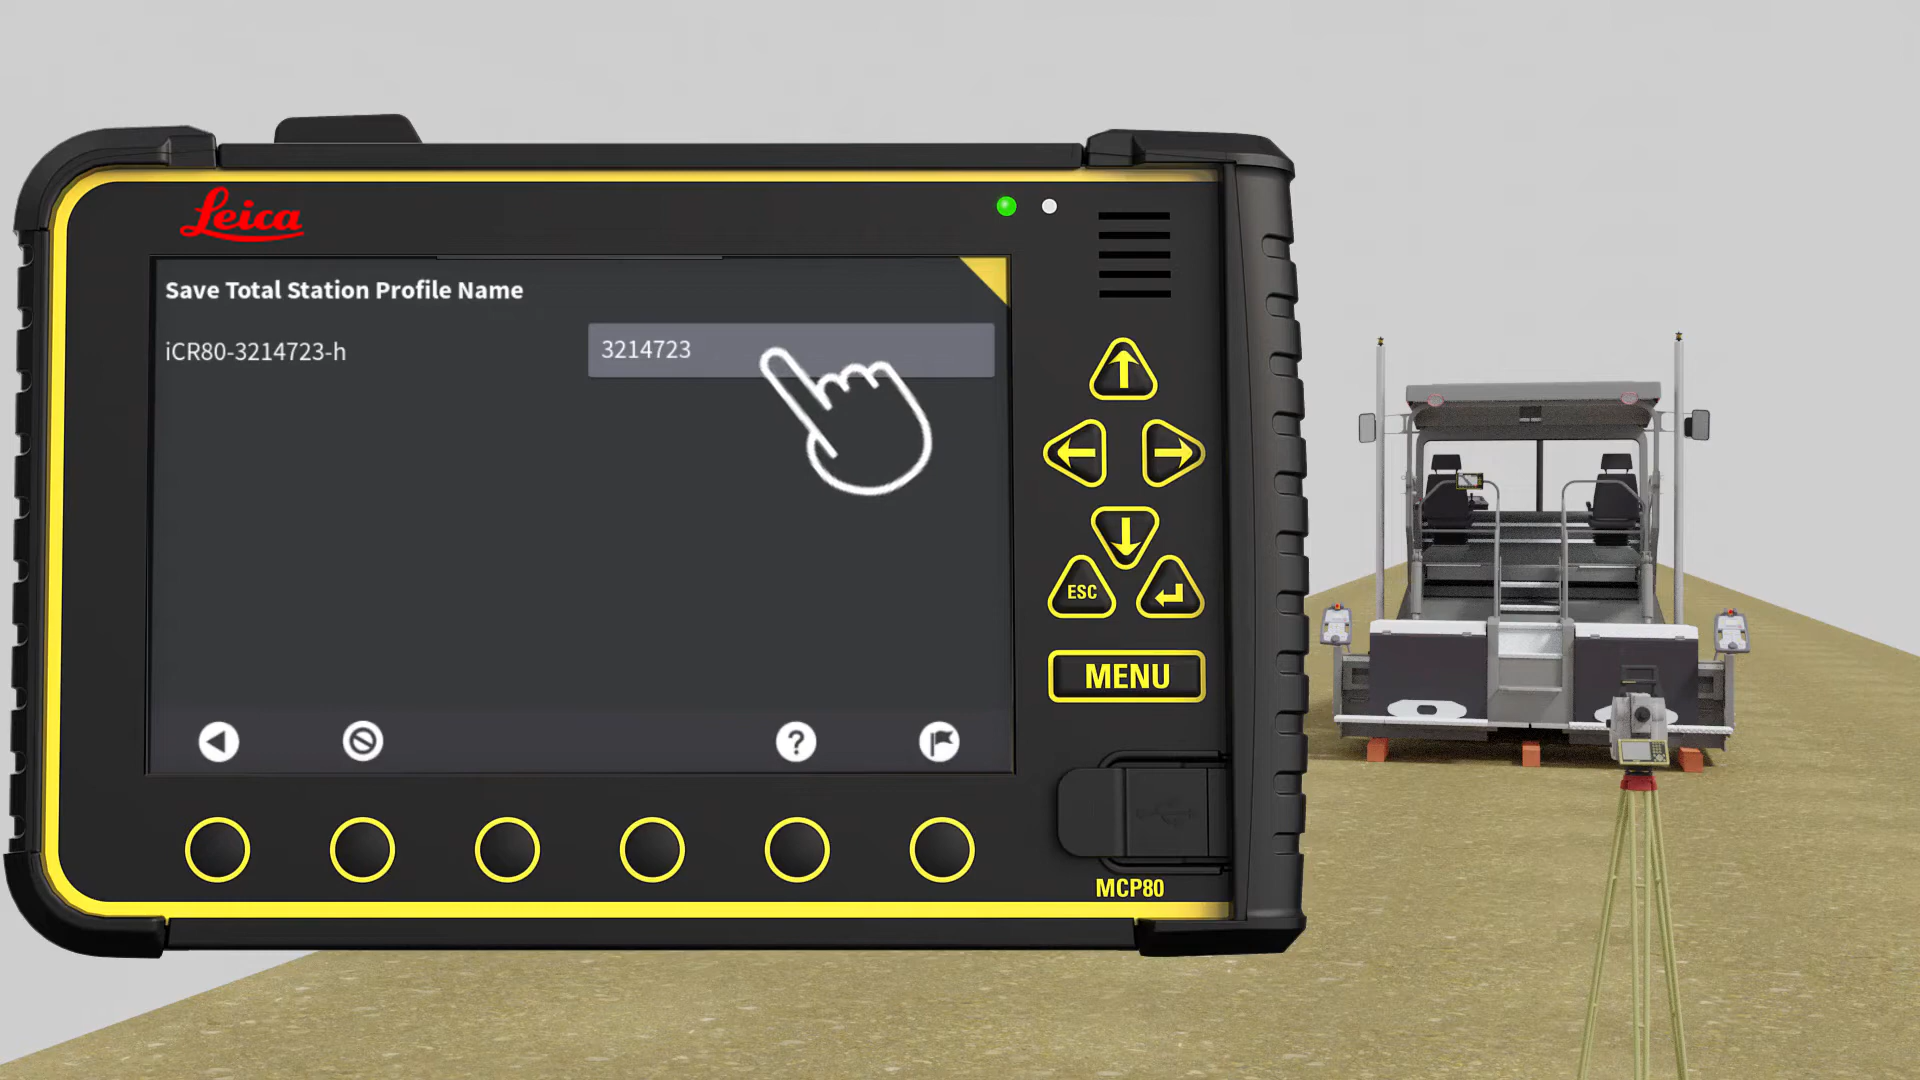 Leica
Save Total Station Profile Name
iCR80-3214723-h 3214723
?
ESC
MENU
MCP80